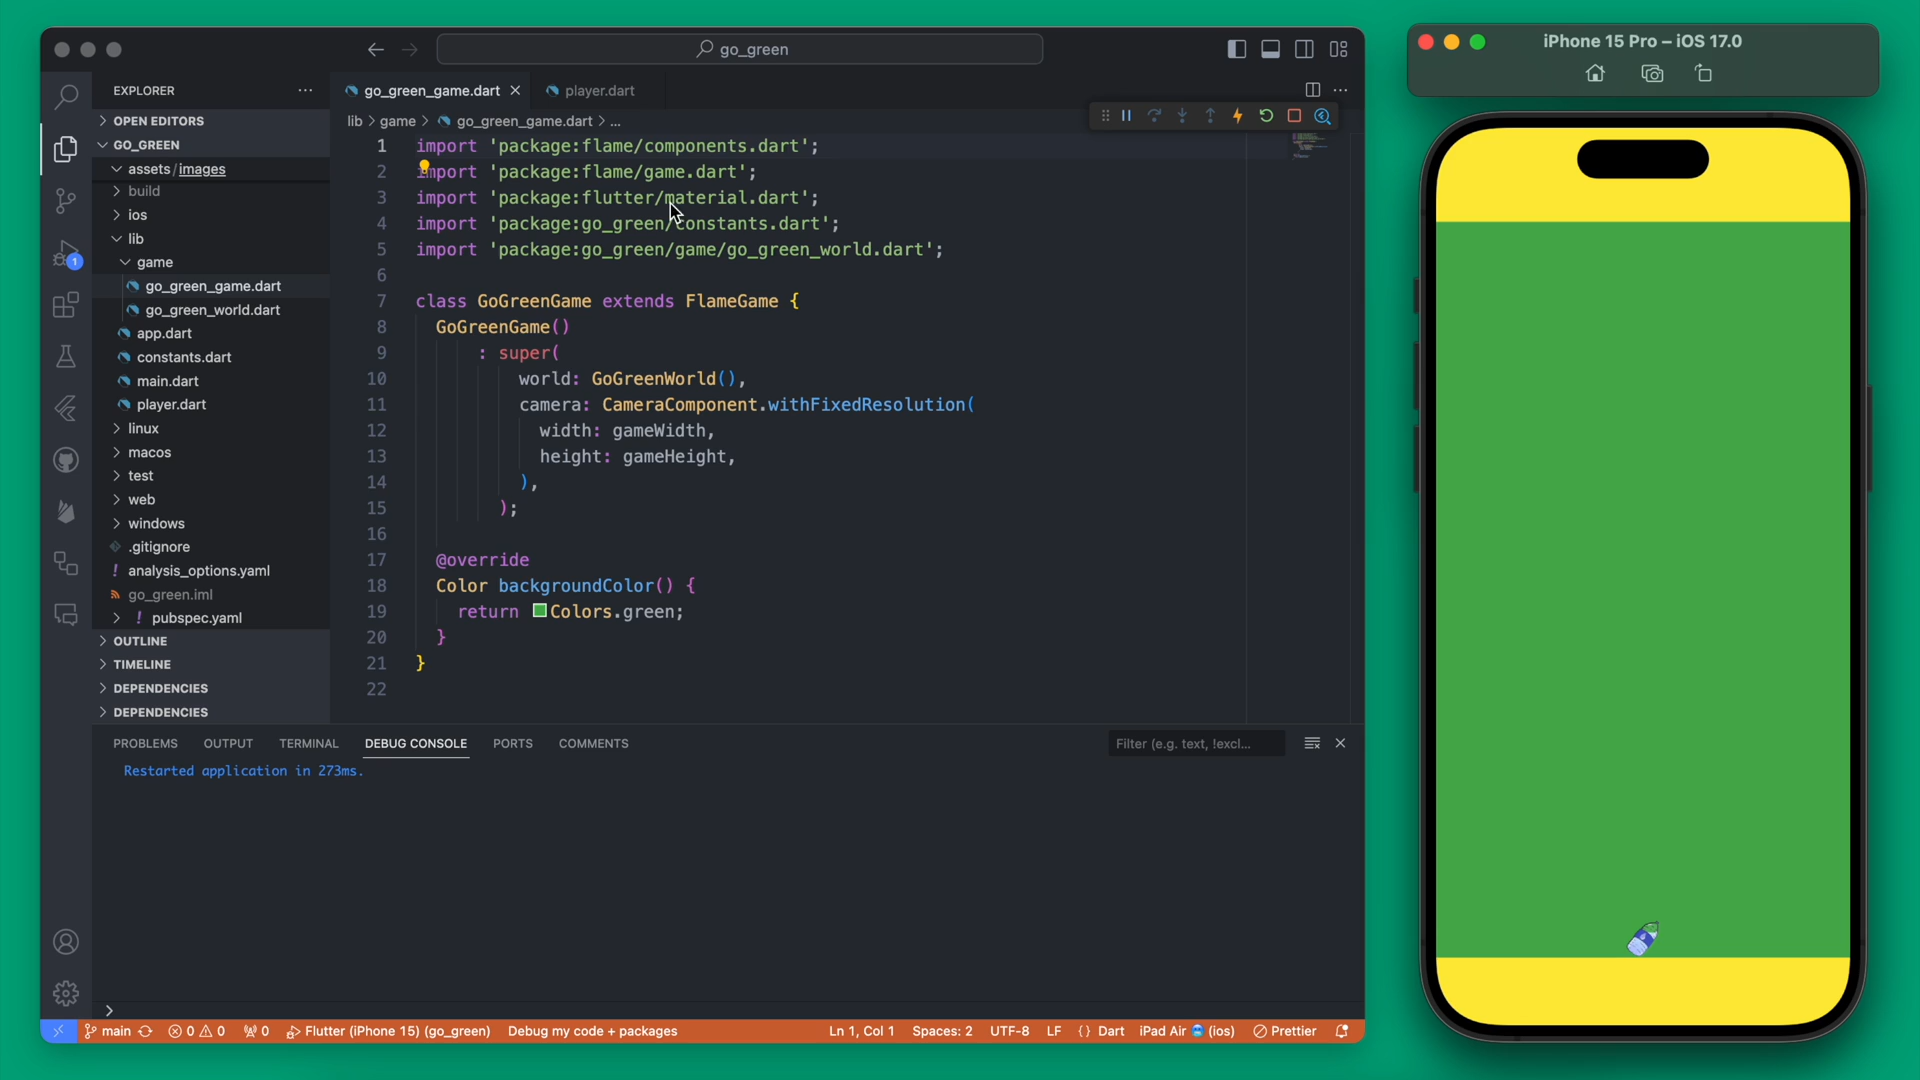 go_green
iPhone 15 Pro – iOS 17.0
EXPLORER
go_green_game.dart
player.dart
OPEN EDITORS
lib > game > go_green_game.dart > ...
GO_GREEN
assets/images
build
ios
lib
game
go_green_game.dart
go_green_world.dart
app.dart
constants.dart
main.dart
player.dart
linux
macos
test
web
windows
.gitignore
! analysis_options.yaml
go_green.iml
! pubspec.yaml
OUTLINE
TIMELINE
DEPENDENCIES
DEPENDENCIES
1
1 import 'package:flame/components.dart';
2 import 'package:flame/game.dart';
3 import 'package:flutter/material.dart';
4 import 'package:go_green/constants.dart';
5 import 'package:go_green/game/go_green_world.dart';
6
7 class GoGreenGame extends FlameGame {
8 GoGreenGame()
9 : super(
10 world: GoGreenWorld(),
11 camera: CameraComponent.withFixedResolution(
12 width: gameWidth,
13 height: gameHeight,
14 ),
15 );
16
17 @override
18 Color backgroundColor() {
19 return Colors.green;
20 }
21 }
22
PROBLEMS OUTPUT TERMINAL DEBUG CONSOLE PORTS COMMENTS
Filter (e.g. text, !excl...
Restarted application in 273ms.
main 0 0 0 Flutter (iPhone 15) (go_green) Debug my code + packages
Ln 1, Col 1 Spaces: 2 UTF-8 LF {} Dart iPad Air 🥶 (ios) Prettier